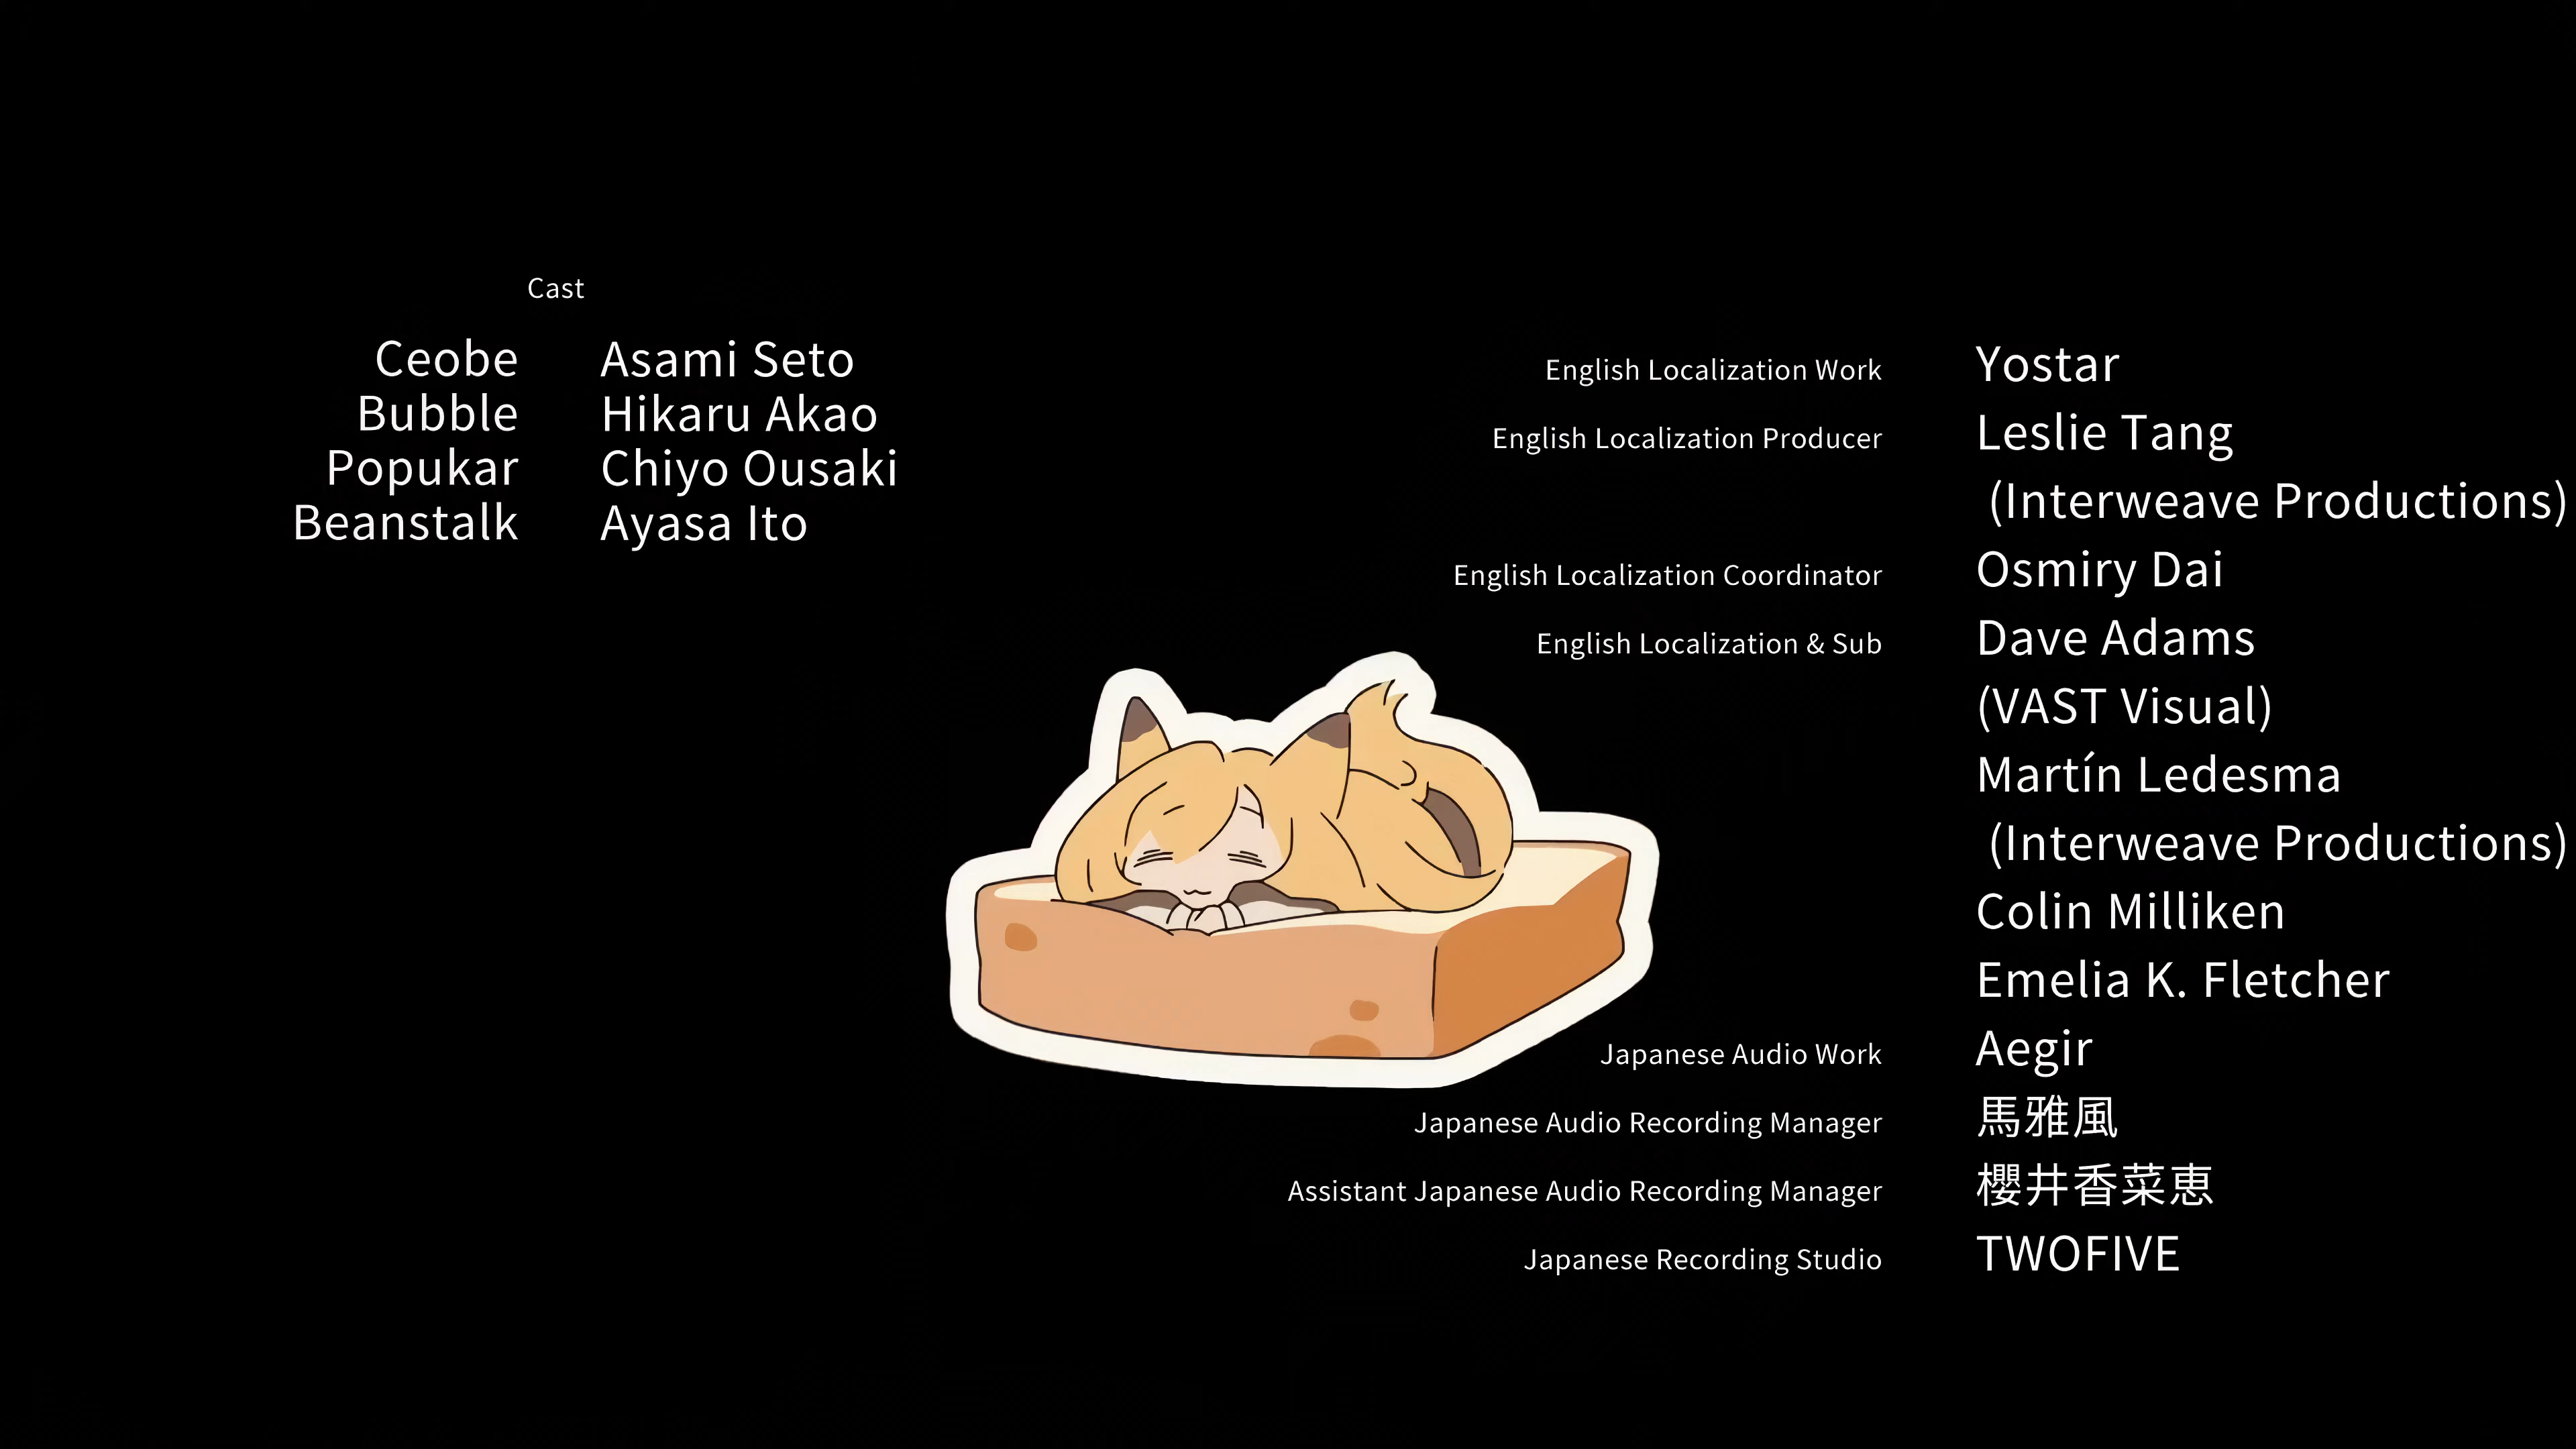 Cast
Ceobe Asami Seto
Bubble Hikaru Akao
Popukar Chiyo Ousaki
Beanstalk Ayasa Ito
English Localization Work Yostar
English Localization Producer Leslie Tang
(Interweave Productions)
English Localization Coordinator Osmiry Dai
English Localization & Sub Dave Adams
(VAST Visual)
Martín Ledesma
(Interweave Productions)
Colin Milliken
Emelia K. Fletcher
Japanese Audio Work Aegir
Japanese Audio Recording Manager 馬雅風
Assistant Japanese Audio Recording Manager 櫻井香菜恵
Japanese Recording Studio TWOFIVE